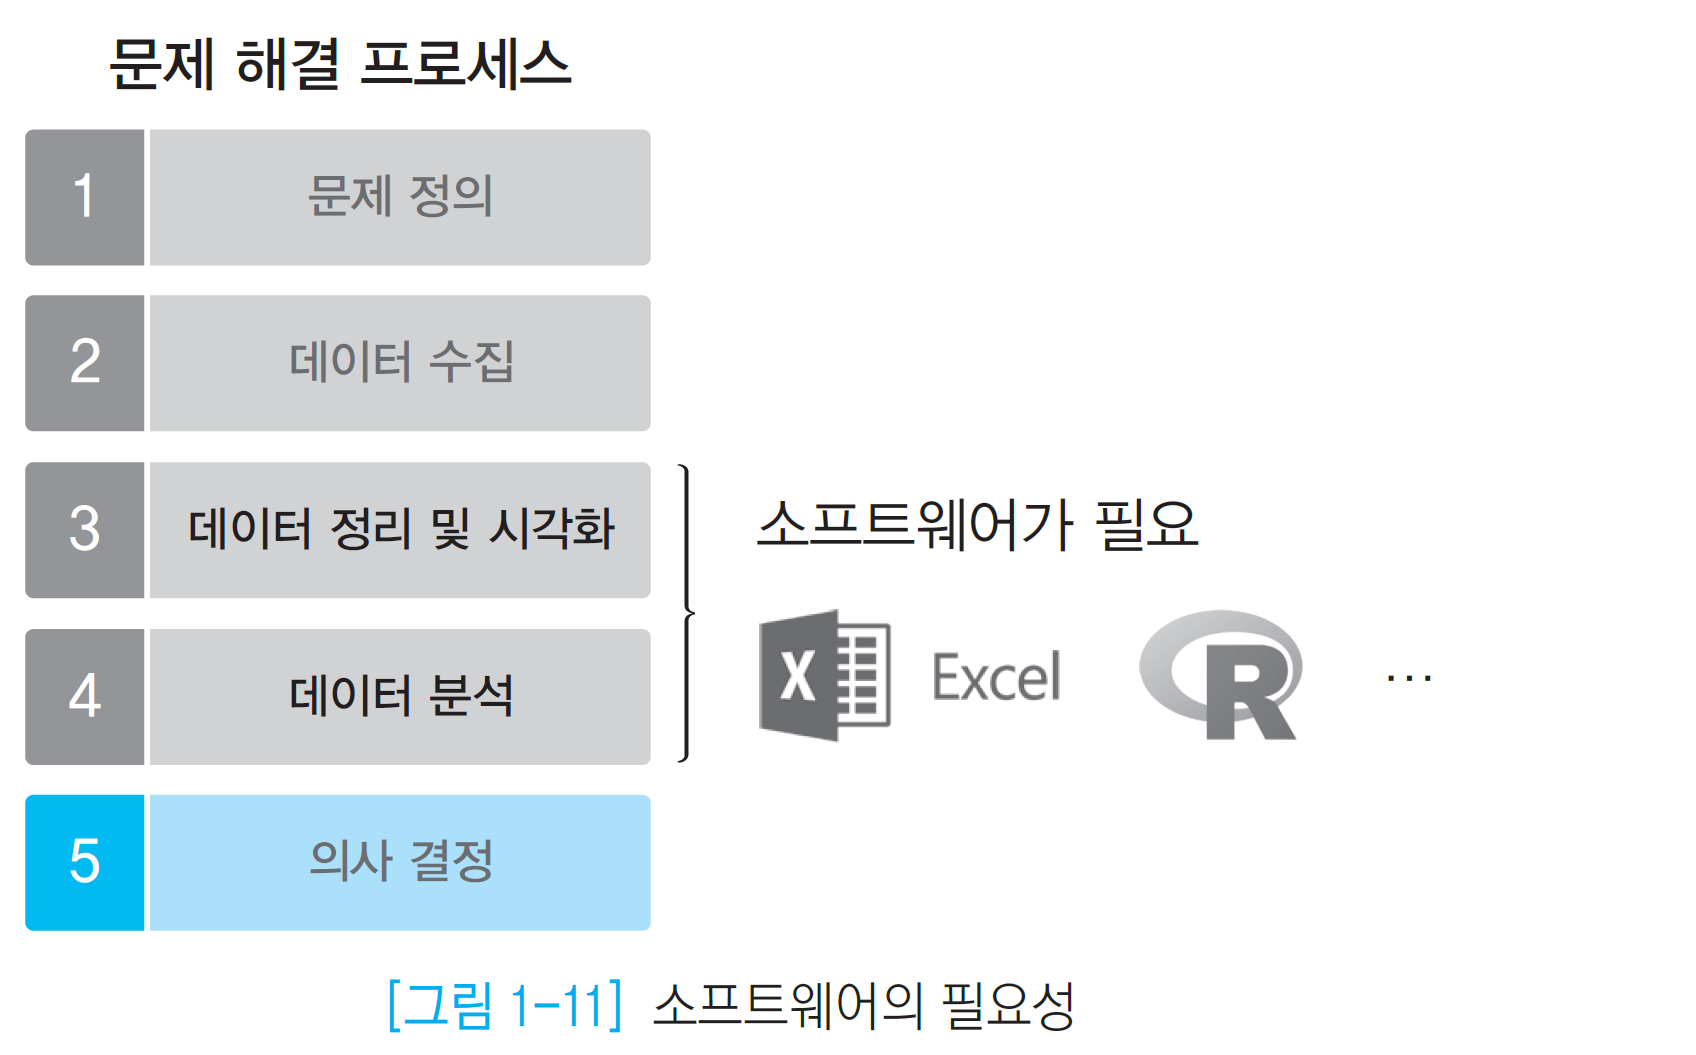 문제 해결 프로세스
1 문제 정의
2 데이터 수집
3 데이터 정리 및 시각화
4 데이터 분석
5 의사 결정
소프트웨어가 필요
X Excel R ...
[그림 1-11] 소프트웨어의 필요성